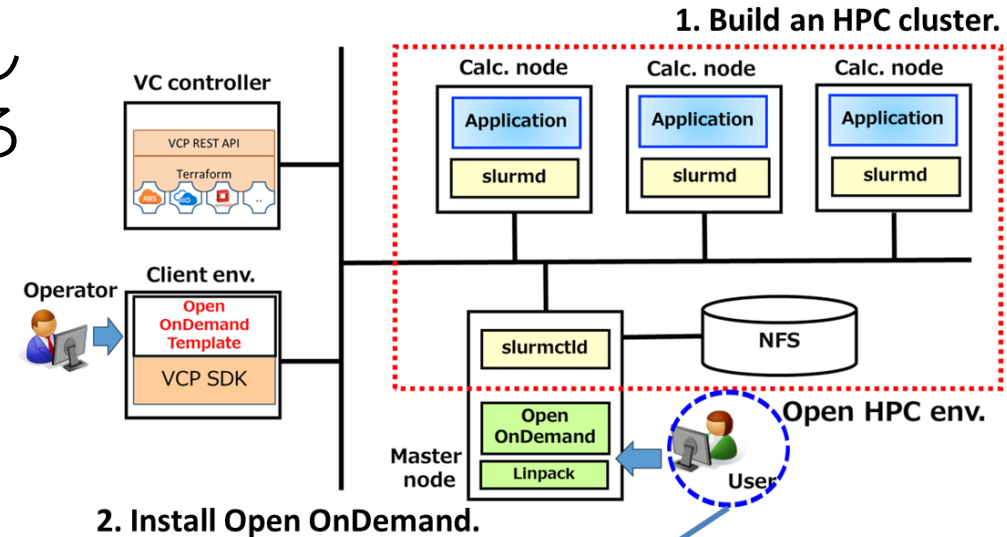 1. Build an HPC cluster.
る
VC controller
VCP REST API
Terraform
AWS
..
Calc. node
Application
slurmd
Calc. node
Application
slurmd
Calc. node
Application
slurmd
Operator
Client env.
Open
OnDemand
Template
VCP SDK
slurmctld
NFS
Open HPC env.
Open
OnDemand
Linpack
Master
node
User
2. Install Open OnDemand.